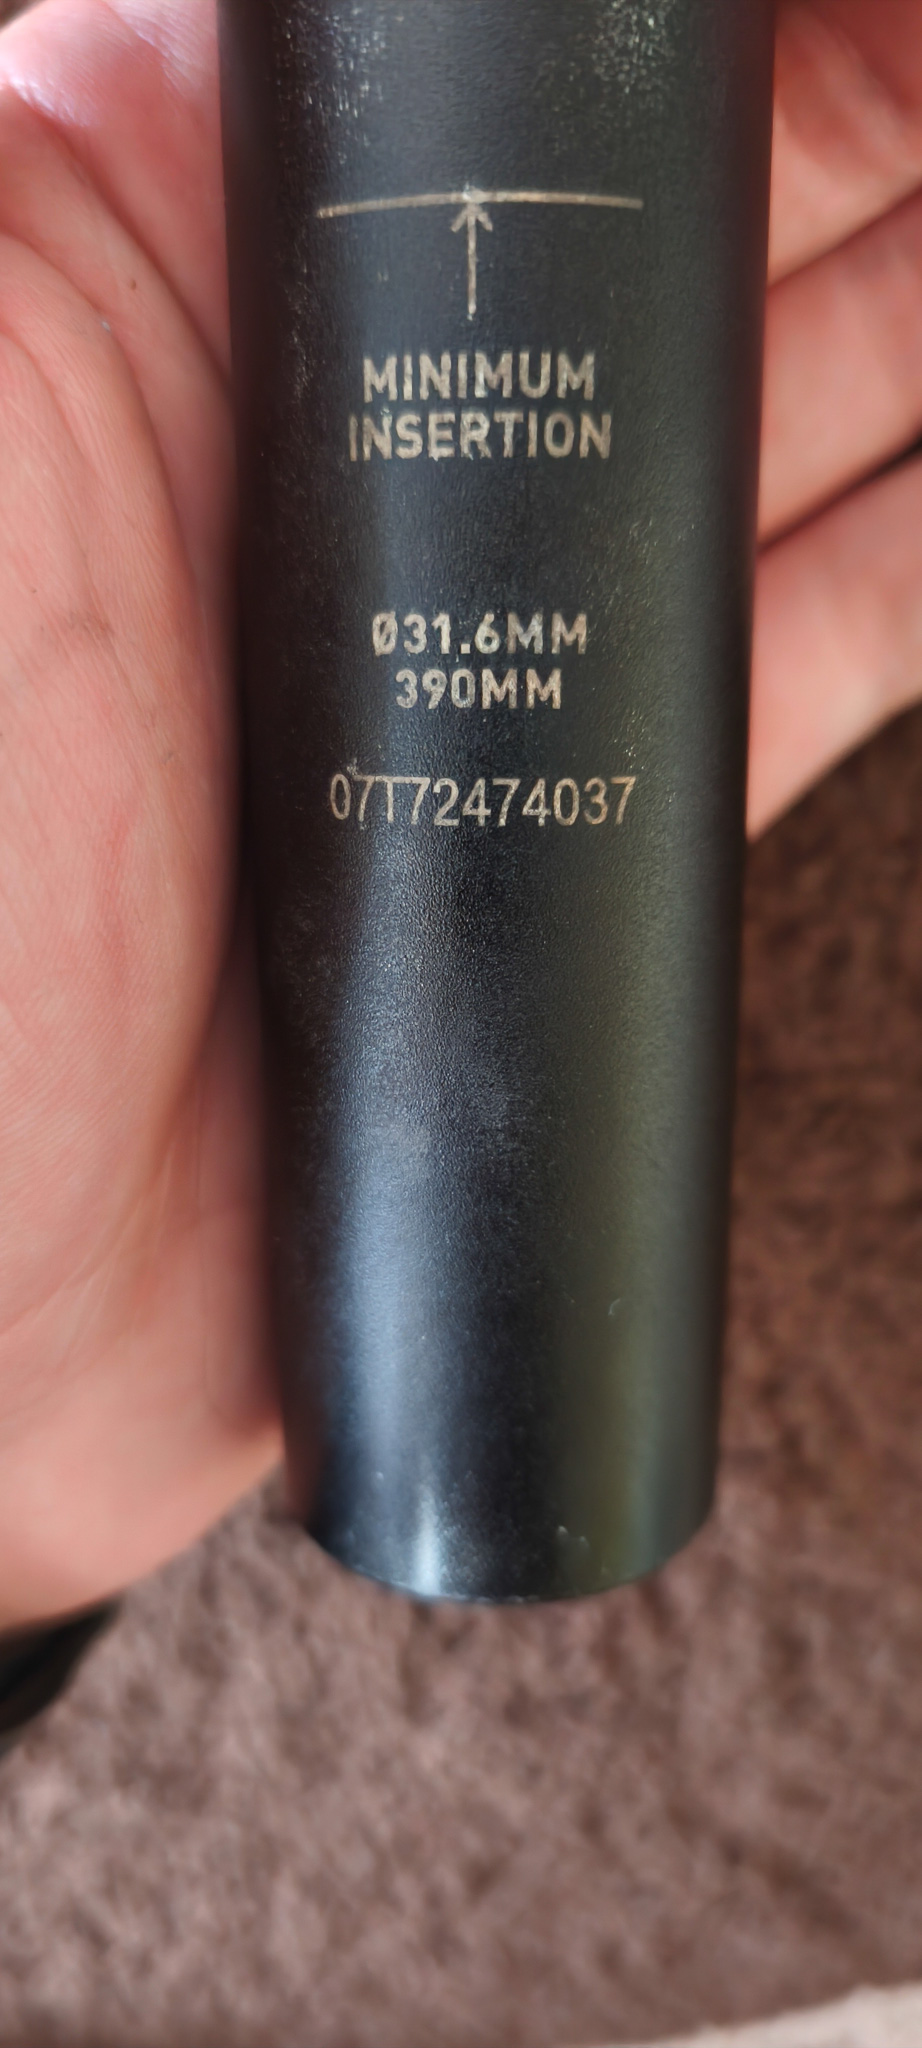 MINIMUM
INSERTION
Ø31.6MM
390MM
07T72474037